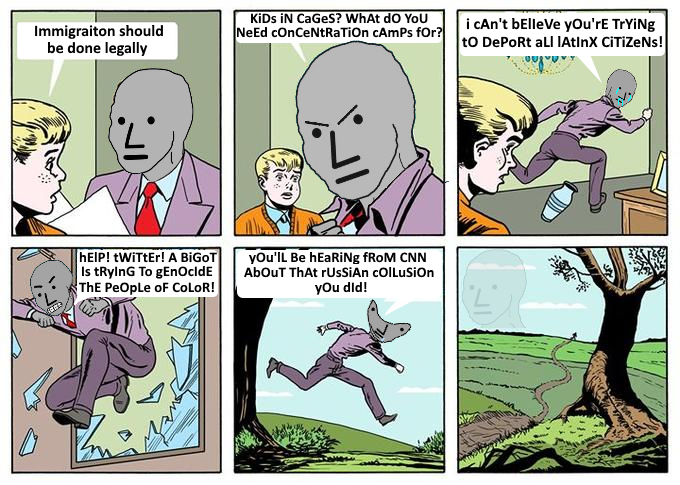 Immigraiton should
be done legally
KiDs iN CaGeS? WhAt dO YoU
NeEd cOnCeNtRaTiOn cAmPs fOr?
i cAn't bElIeVe yOu'rE TrYiNg
tO DePoRt aLl lAtInX CiTiZeNs!
hElP! tWiTtEr! A BiGoT
Is tRyInG To gEnOcIdE
ThE PeOpLe oF CoLoR!
yOu'lL Be hEaRiNg fRoM CNN
AbOuT ThAt rUsSiAn cOlLuSiOn
yOu dId!